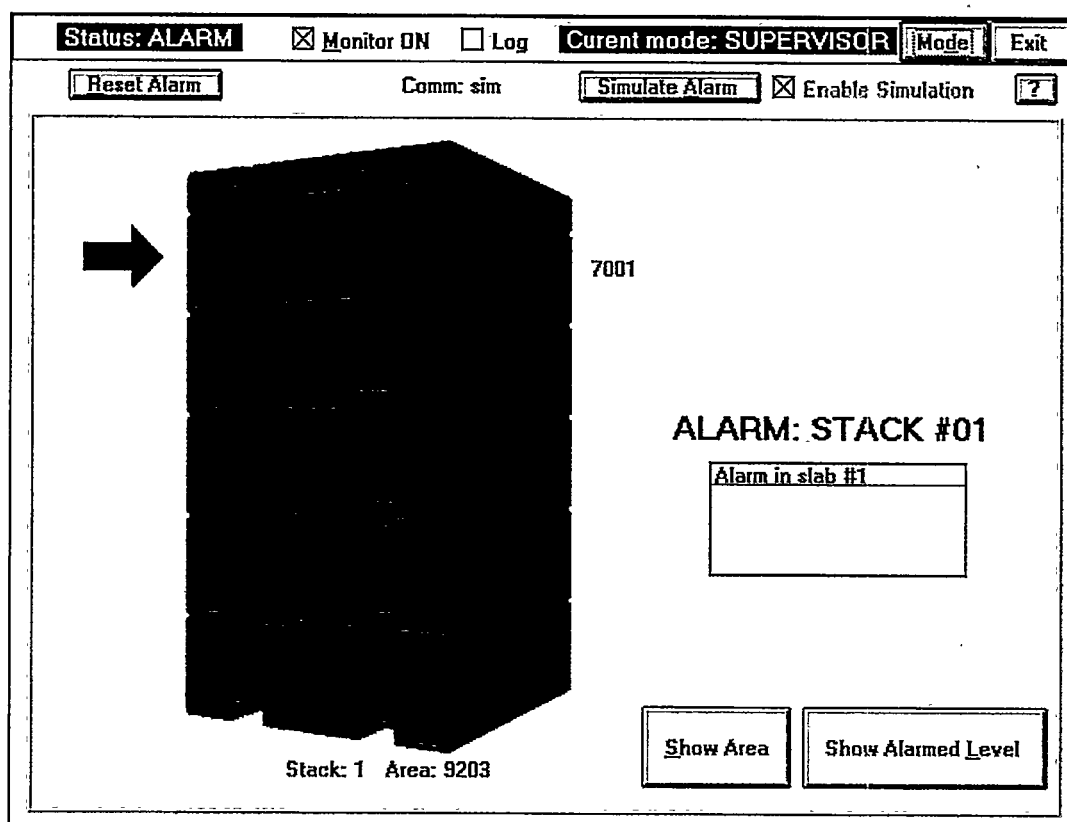 Status: ALARM Monitor ON Log Curent mode: SUPERVISOR Mode Exit
Reset Alarm Comm: sim Simulate Alarm Enable Simulation ?
7001
ALARM: STACK #01
Alarm in slab #1
Show Area Show Alarmed Level
Stack: 1 Area: 9203